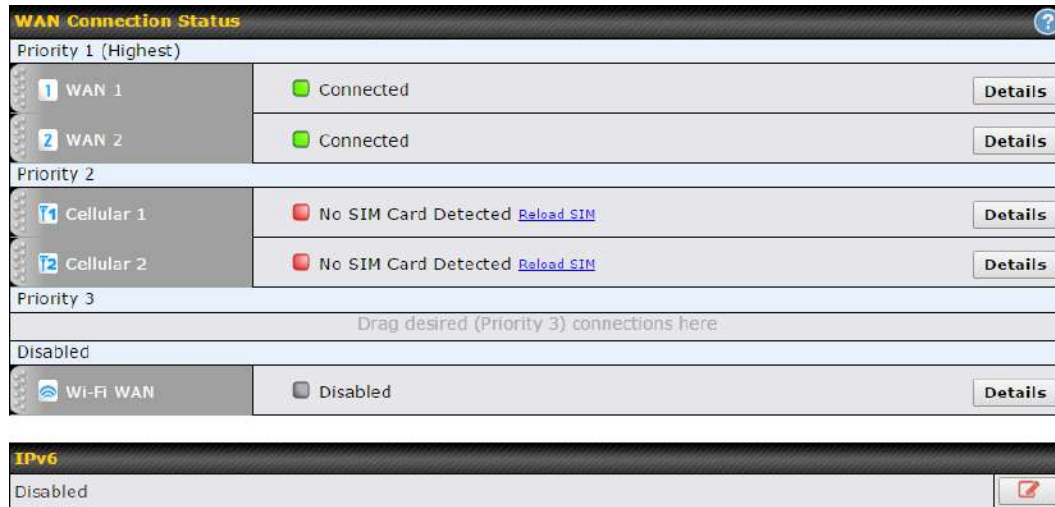 WAN Connection Status ?
Priority 1 (Highest)
1 WAN 1 Connected Details
2 WAN 2 Connected Details
Priority 2
1 Cellular 1 No SIM Card Detected Reload SIM Details
2 Cellular 2 No SIM Card Detected Reload SIM Details
Priority 3
Drag desired (Priority 3) connections here
Disabled
Wi-Fi WAN Disabled Details
IPv6
Disabled